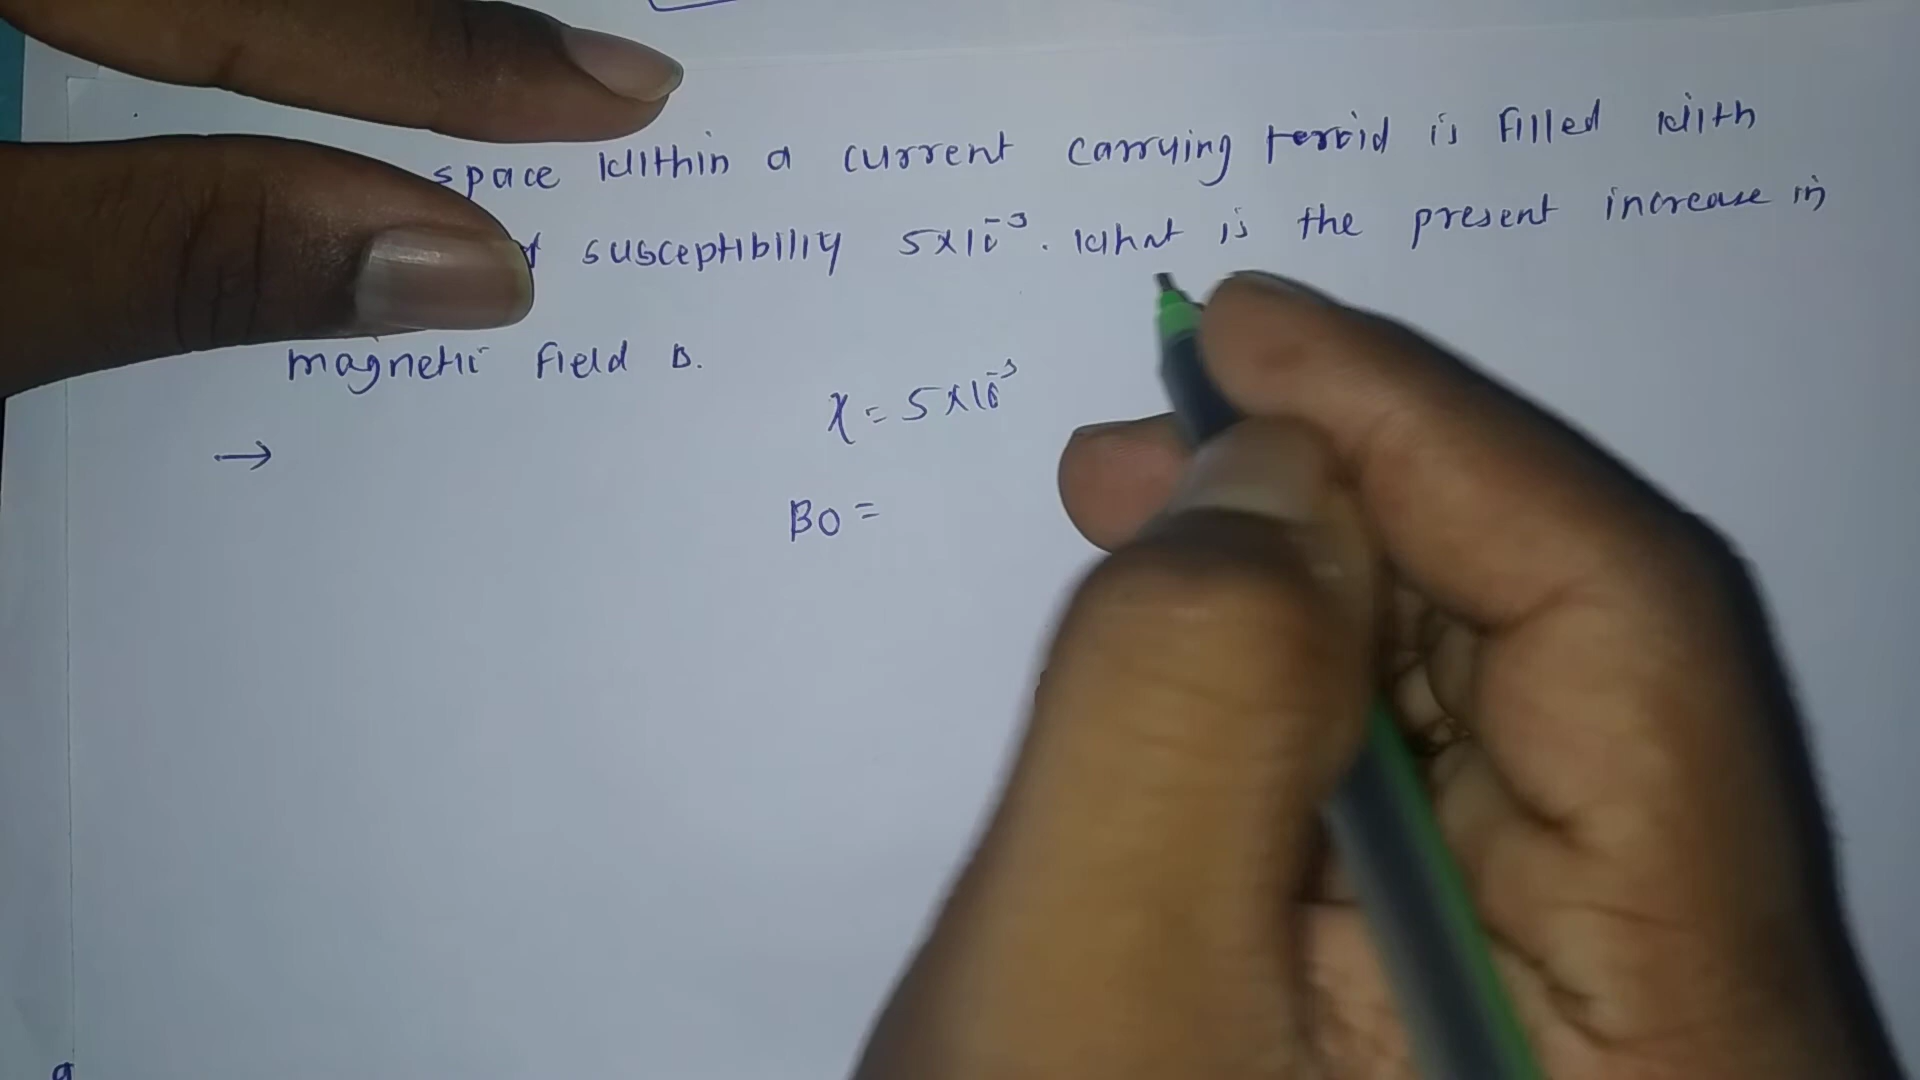 space within a current carrying toroid is filled with
susceptibility 5×10⁻³. What is the present increase in
magnetic field B.
χ = 5×10⁻³
→
B0 =